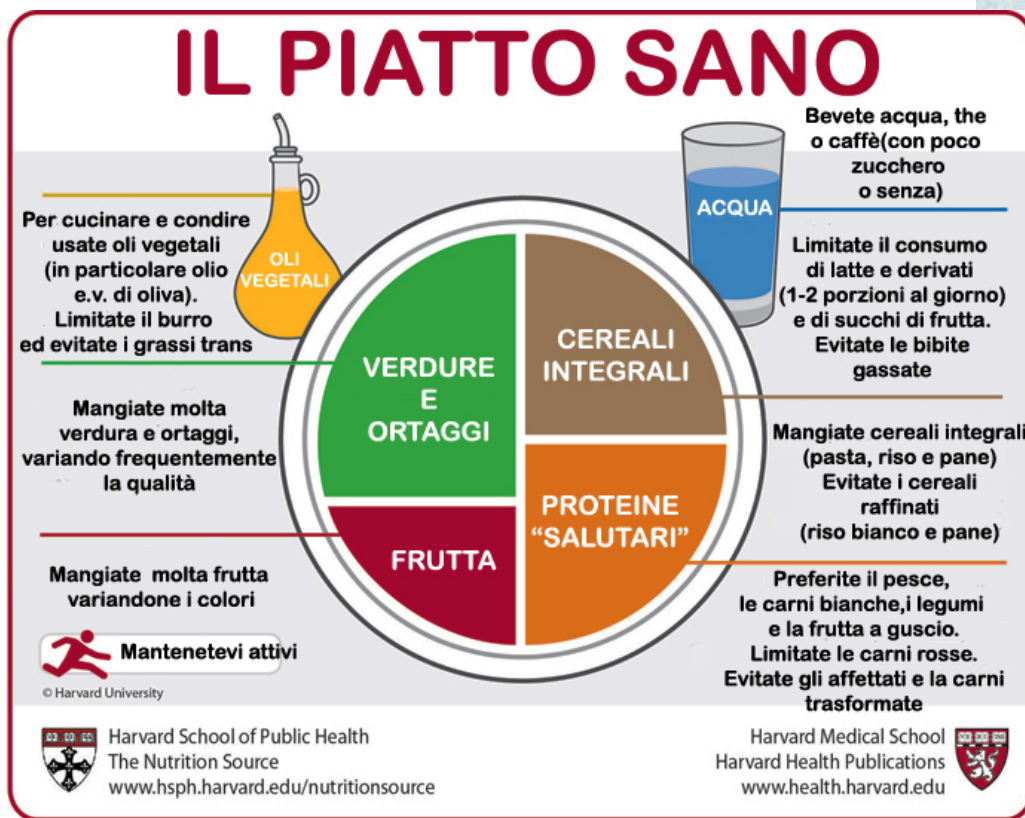 IL PIATTO SANO
Per cucinare e condire
usate oli vegetali
(in particolare olio
e.v. di oliva).
Limitate il burro
ed evitate i grassi trans
Mangiate molta
verdura e ortaggi,
variando frequentemente
la qualità
Mangiate molta frutta
variandone i colori
Mantenetevi attivi
© Harvard University
OLI
VEGETALI
VERDURE
E
ORTAGGI
FRUTTA
CEREALI
INTEGRALI
PROTEINE
“SALUTARI”
ACQUA
Bevete acqua, the
o caffè(con poco
zucchero
o senza)
Limitate il consumo
di latte e derivati
(1-2 porzioni al giorno)
e di succhi di frutta.
Evitate le bibite
gassate
Mangiate cereali integrali
(pasta, riso e pane)
Evitate i cereali
raffinati
(riso bianco e pane)
Preferite il pesce,
le carni bianche,i legumi
e la frutta a guscio.
Limitate le carni rosse.
Evitate gli affettati e la carni
trasformate
Harvard School of Public Health
The Nutrition Source
www.hsph.harvard.edu/nutritionsource
Harvard Medical School
Harvard Health Publications
www.health.harvard.edu